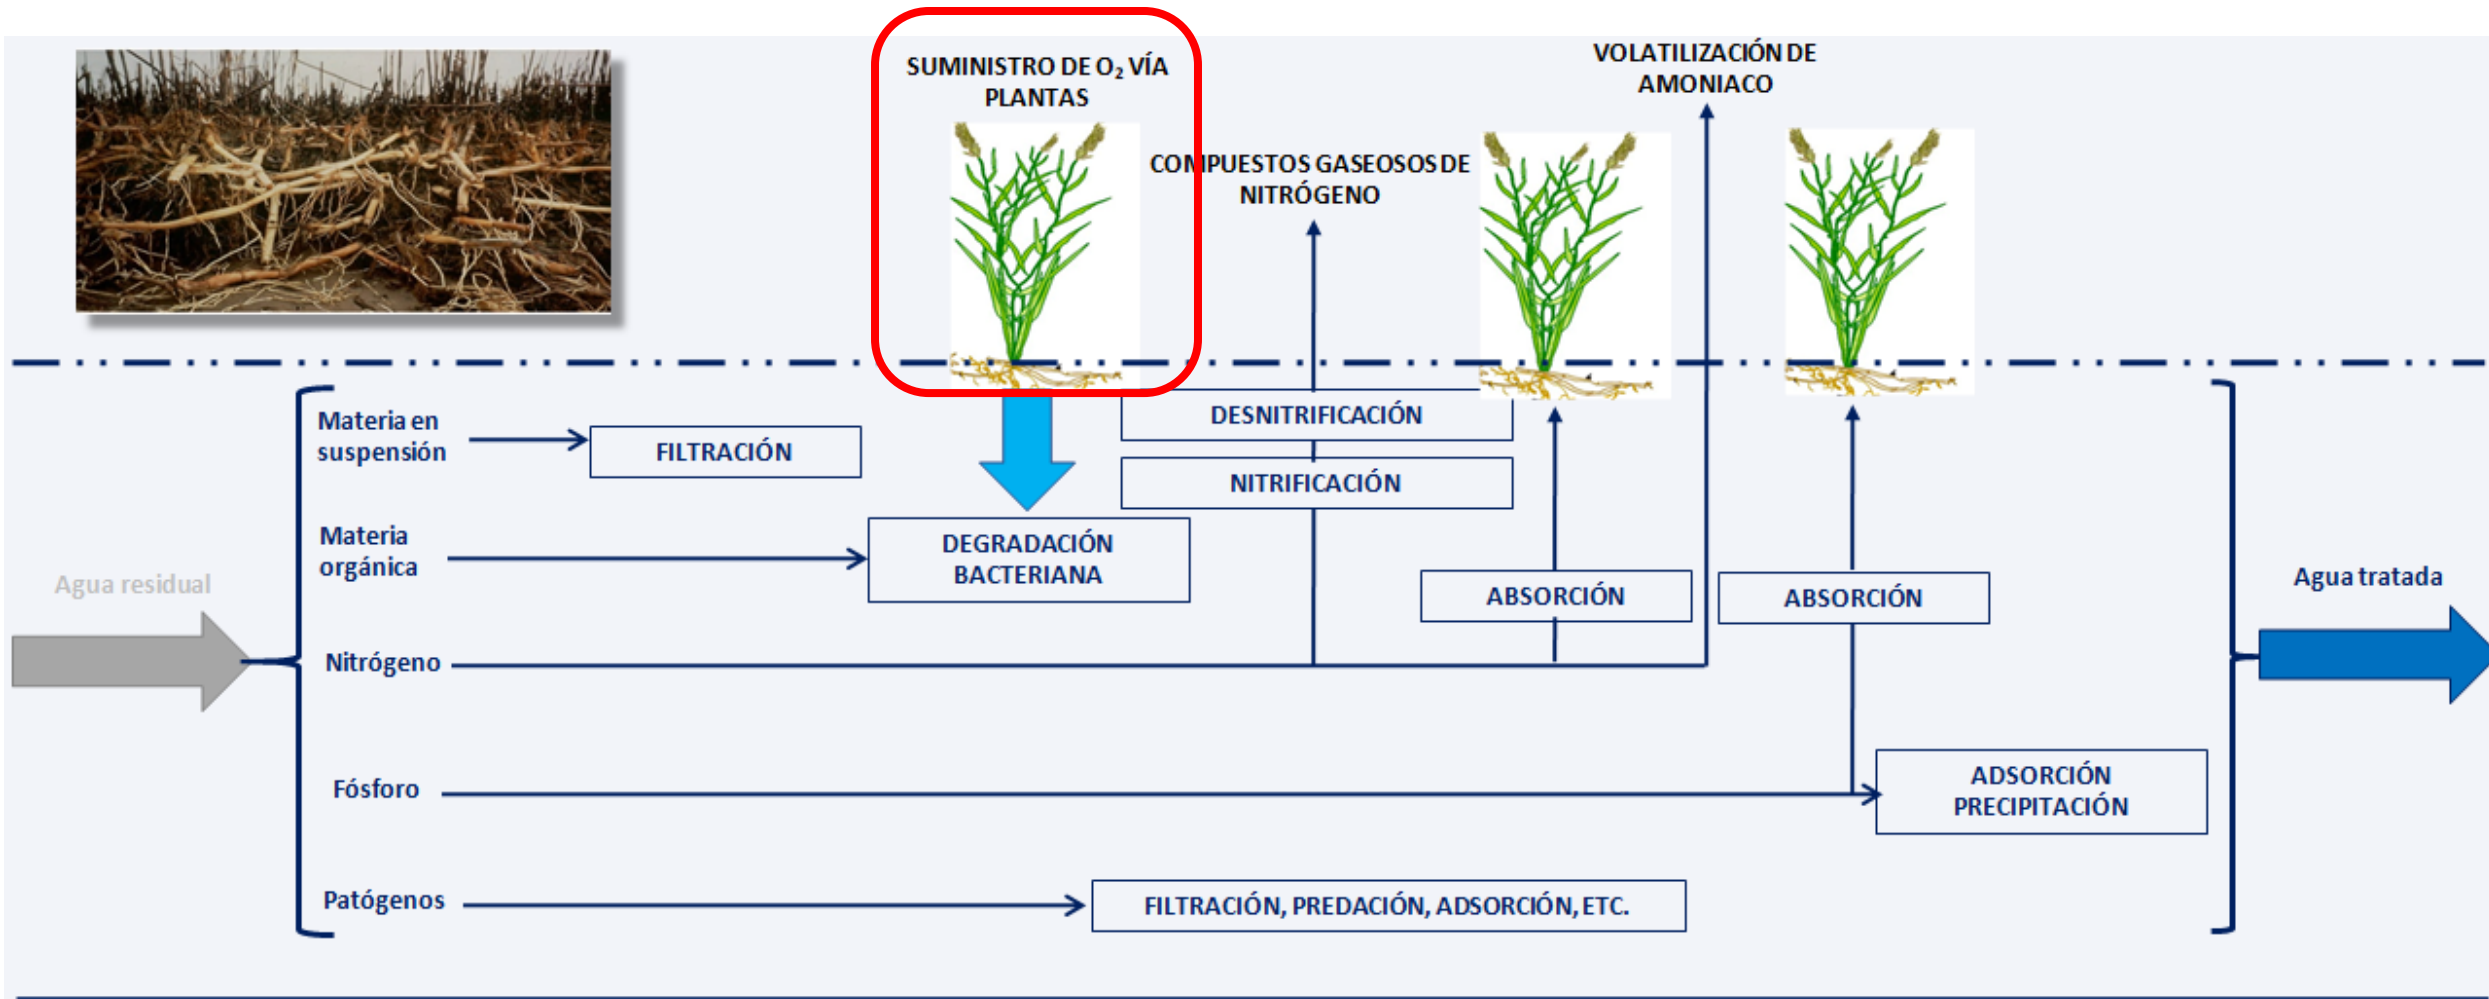 SUMINISTRO DE O₂ VÍA
PLANTAS
VOLATILIZACIÓN DE
AMONIACO
COMPUESTOS GASEOSOS DE
NITRÓGENO
Materia en
suspensión
FILTRACIÓN
DESNITRIFICACIÓN
NITRIFICACIÓN
Materia
orgánica
DEGRADACIÓN
BACTERIANA
Agua residual
ABSORCIÓN
ABSORCIÓN
Agua tratada
Nitrógeno
Fósforo
ADSORCIÓN
PRECIPITACIÓN
Patógenos
FILTRACIÓN, PREDACIÓN, ADSORCIÓN, ETC.